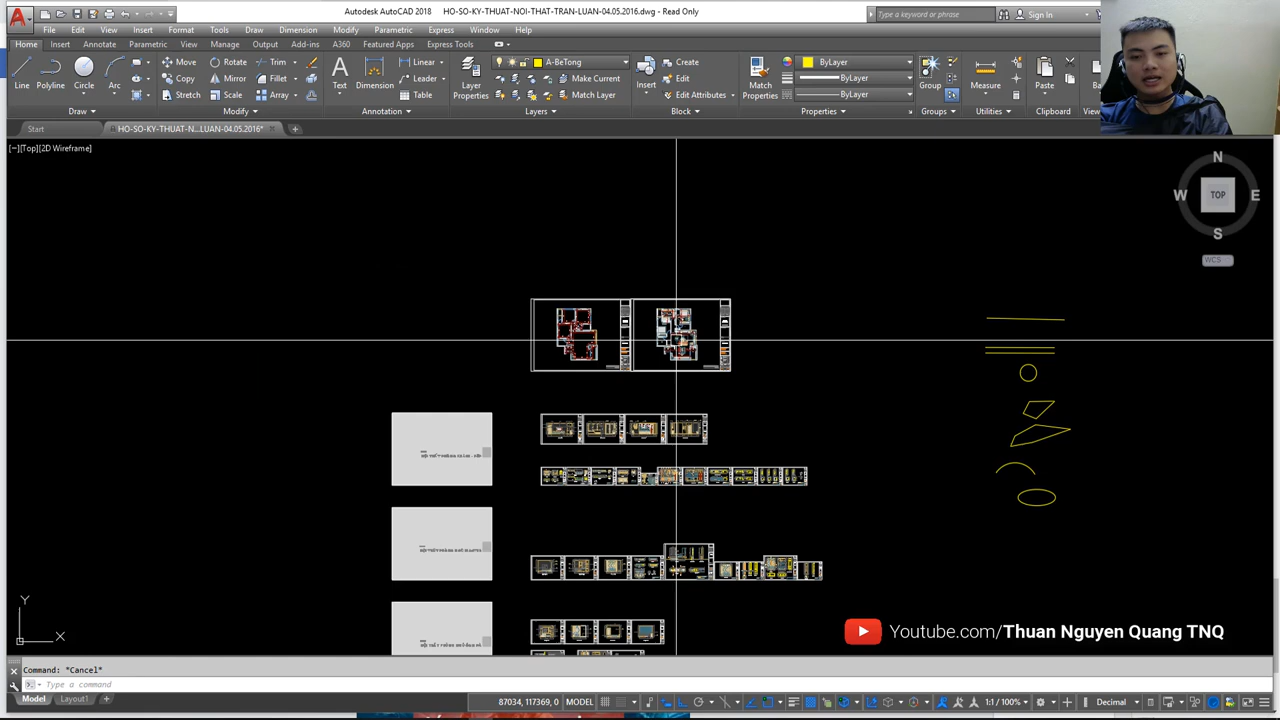 Autodesk AutoCAD 2018 HO-SO-KY-THUAT-NOI-THAT-TRAN-LUAN-04.05.2016.dwg - Read Only
Type a keyword or phrase
Sign In
File Edit View Insert Format Tools Draw Dimension Modify Parametric Express Window Help
Home Insert Annotate Parametric View Manage Output Add-ins A360 Featured Apps Express Tools
Line Polyline Circle Arc
Move Rotate Trim
Copy Mirror Fillet
Stretch Scale Array
Text Dimension
Linear
Leader
Table
Layer Properties
A-BeTong
Make Current
Match Layer
Insert
Create
Edit
Edit Attributes
Match Properties
ByLayer
ByLayer
ByLayer
Group
Measure
Paste
Ba
Draw Modify Annotation Layers Block Properties Groups Utilities Clipboard
Start HO-SO-KY-THUAT-N...LUAN-04.05.2016*
[−][Top][2D Wireframe]
N
W TOP E
S
WCS
Y
X
Youtube.com/Thuan Nguyen Quang TNQ
Command: *Cancel*
Type a command
Model Layout1
87034, 117369, 0 MODEL
1:1 / 100%
Decimal